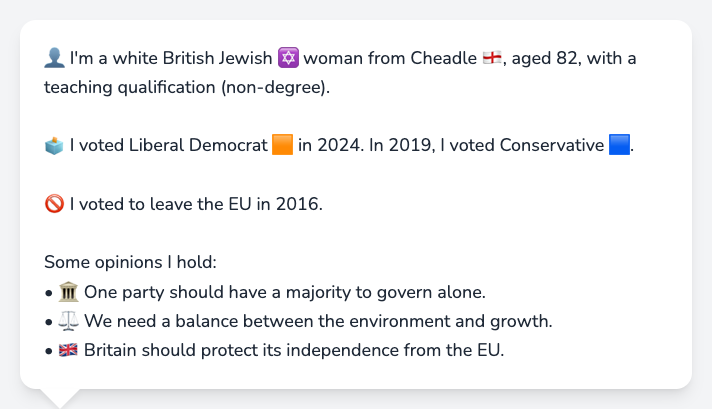 👤 I'm a white British Jewish ✡️ woman from Cheadle 🏴󠁧󠁢󠁥󠁮󠁧󠁿, aged 82, with a
teaching qualification (non-degree).
🗳️ I voted Liberal Democrat 🟧 in 2024. In 2019, I voted Conservative 🟦.
🚫 I voted to leave the EU in 2016.
Some opinions I hold:
• 🏛️ One party should have a majority to govern alone.
• ⚖️ We need a balance between the environment and growth.
• 🇬🇧 Britain should protect its independence from the EU.